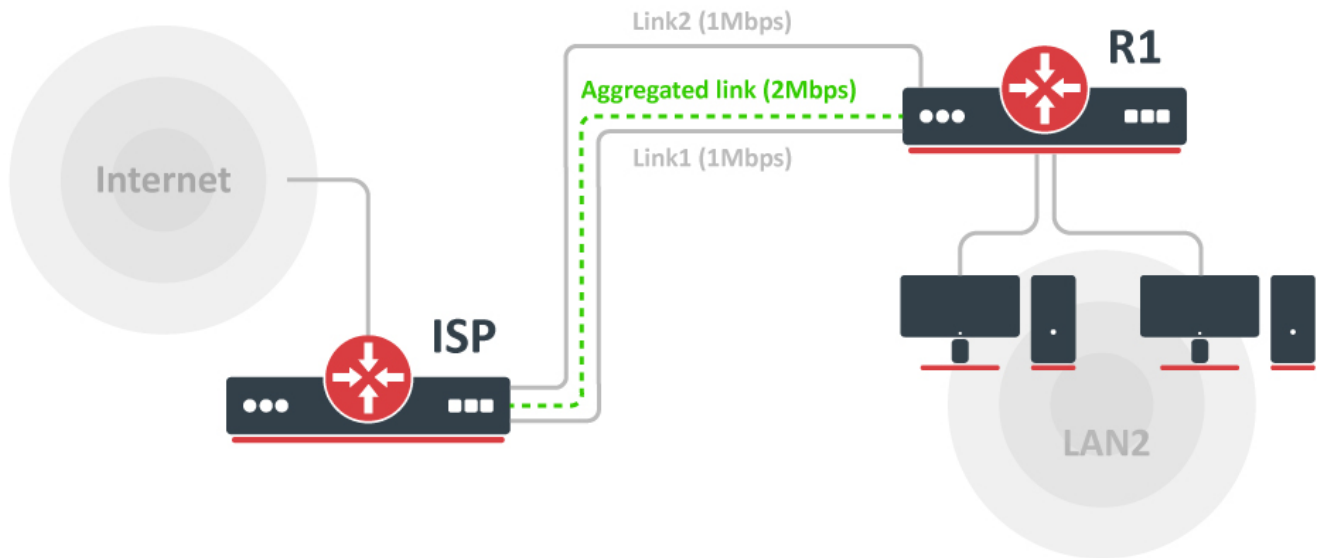 Link2 (1Mbps)
R1
Aggregated link (2Mbps)
Link1 (1Mbps)
Internet
ISP
LAN2